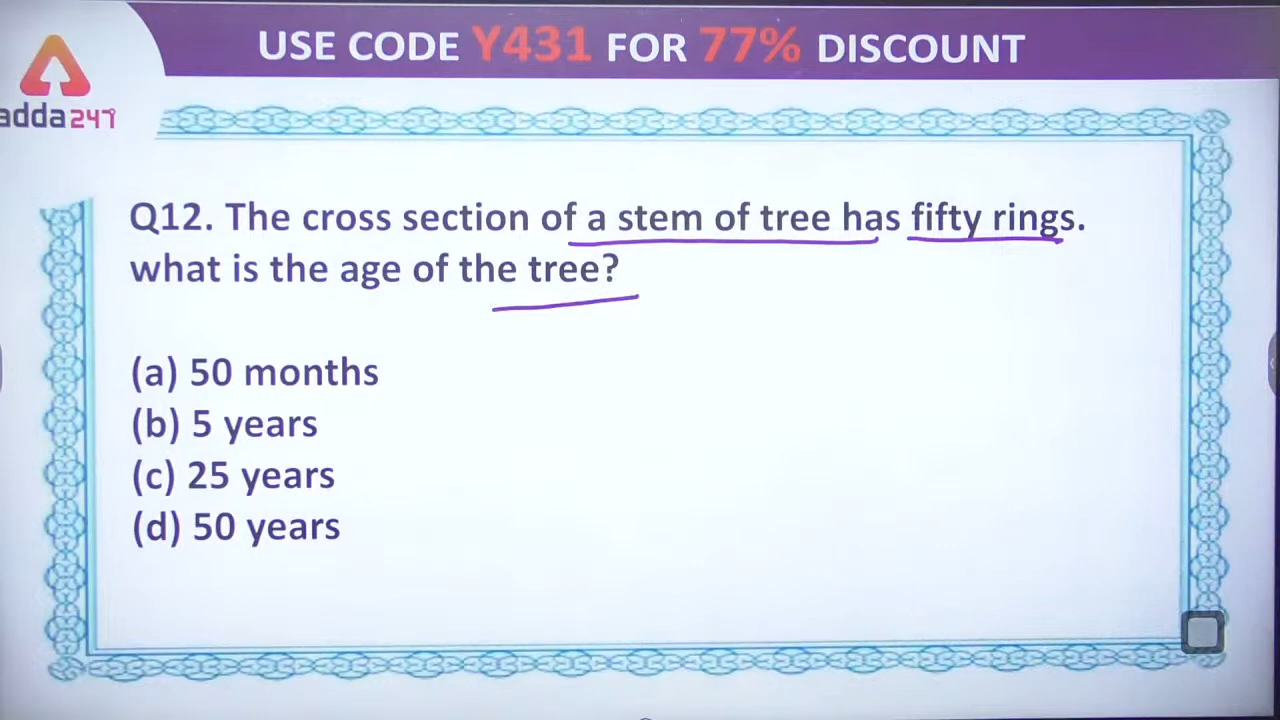 USE CODE Y431 FOR 77% DISCOUNT
adda247
Q12. The cross section of a stem of tree has fifty rings.
what is the age of the tree?
(a) 50 months
(b) 5 years
(c) 25 years
(d) 50 years